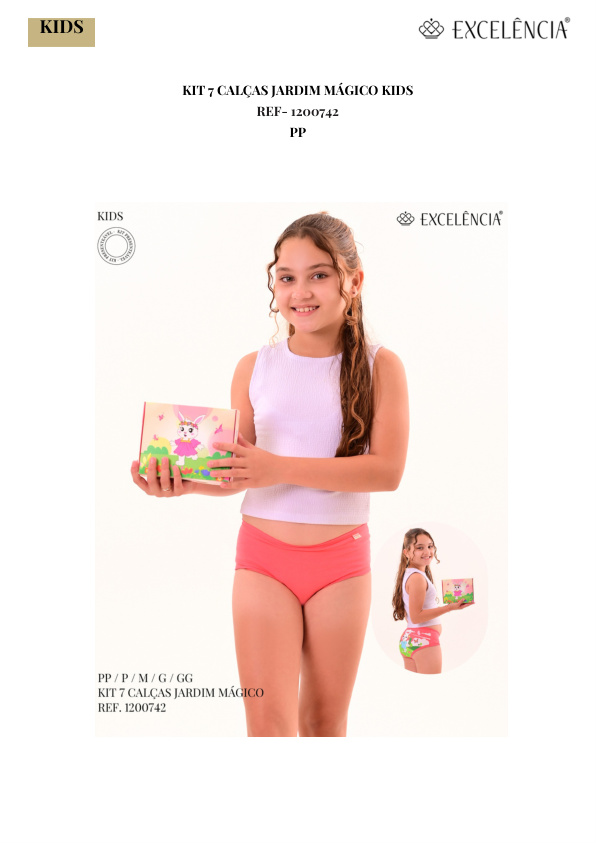 KIDS
EXCELÊNCIA®
KIT 7 CALÇAS JARDIM MÁGICO KIDS
REF- 1200742
PP
KIDS
EXCELÊNCIA®
PP / P / M / G / GG
KIT 7 CALÇAS JARDIM MÁGICO
REF. 1200742